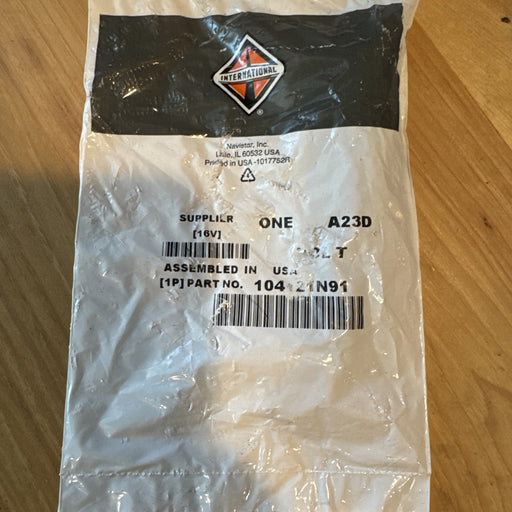 INTERNATIONAL
®
Navistar, Inc.
Lisle, IL 60532 USA
Printed in USA -1017752R
SUPPLIER ONE A23D
[16V]
ASSEMBLED IN USA
[1P] PART NO.